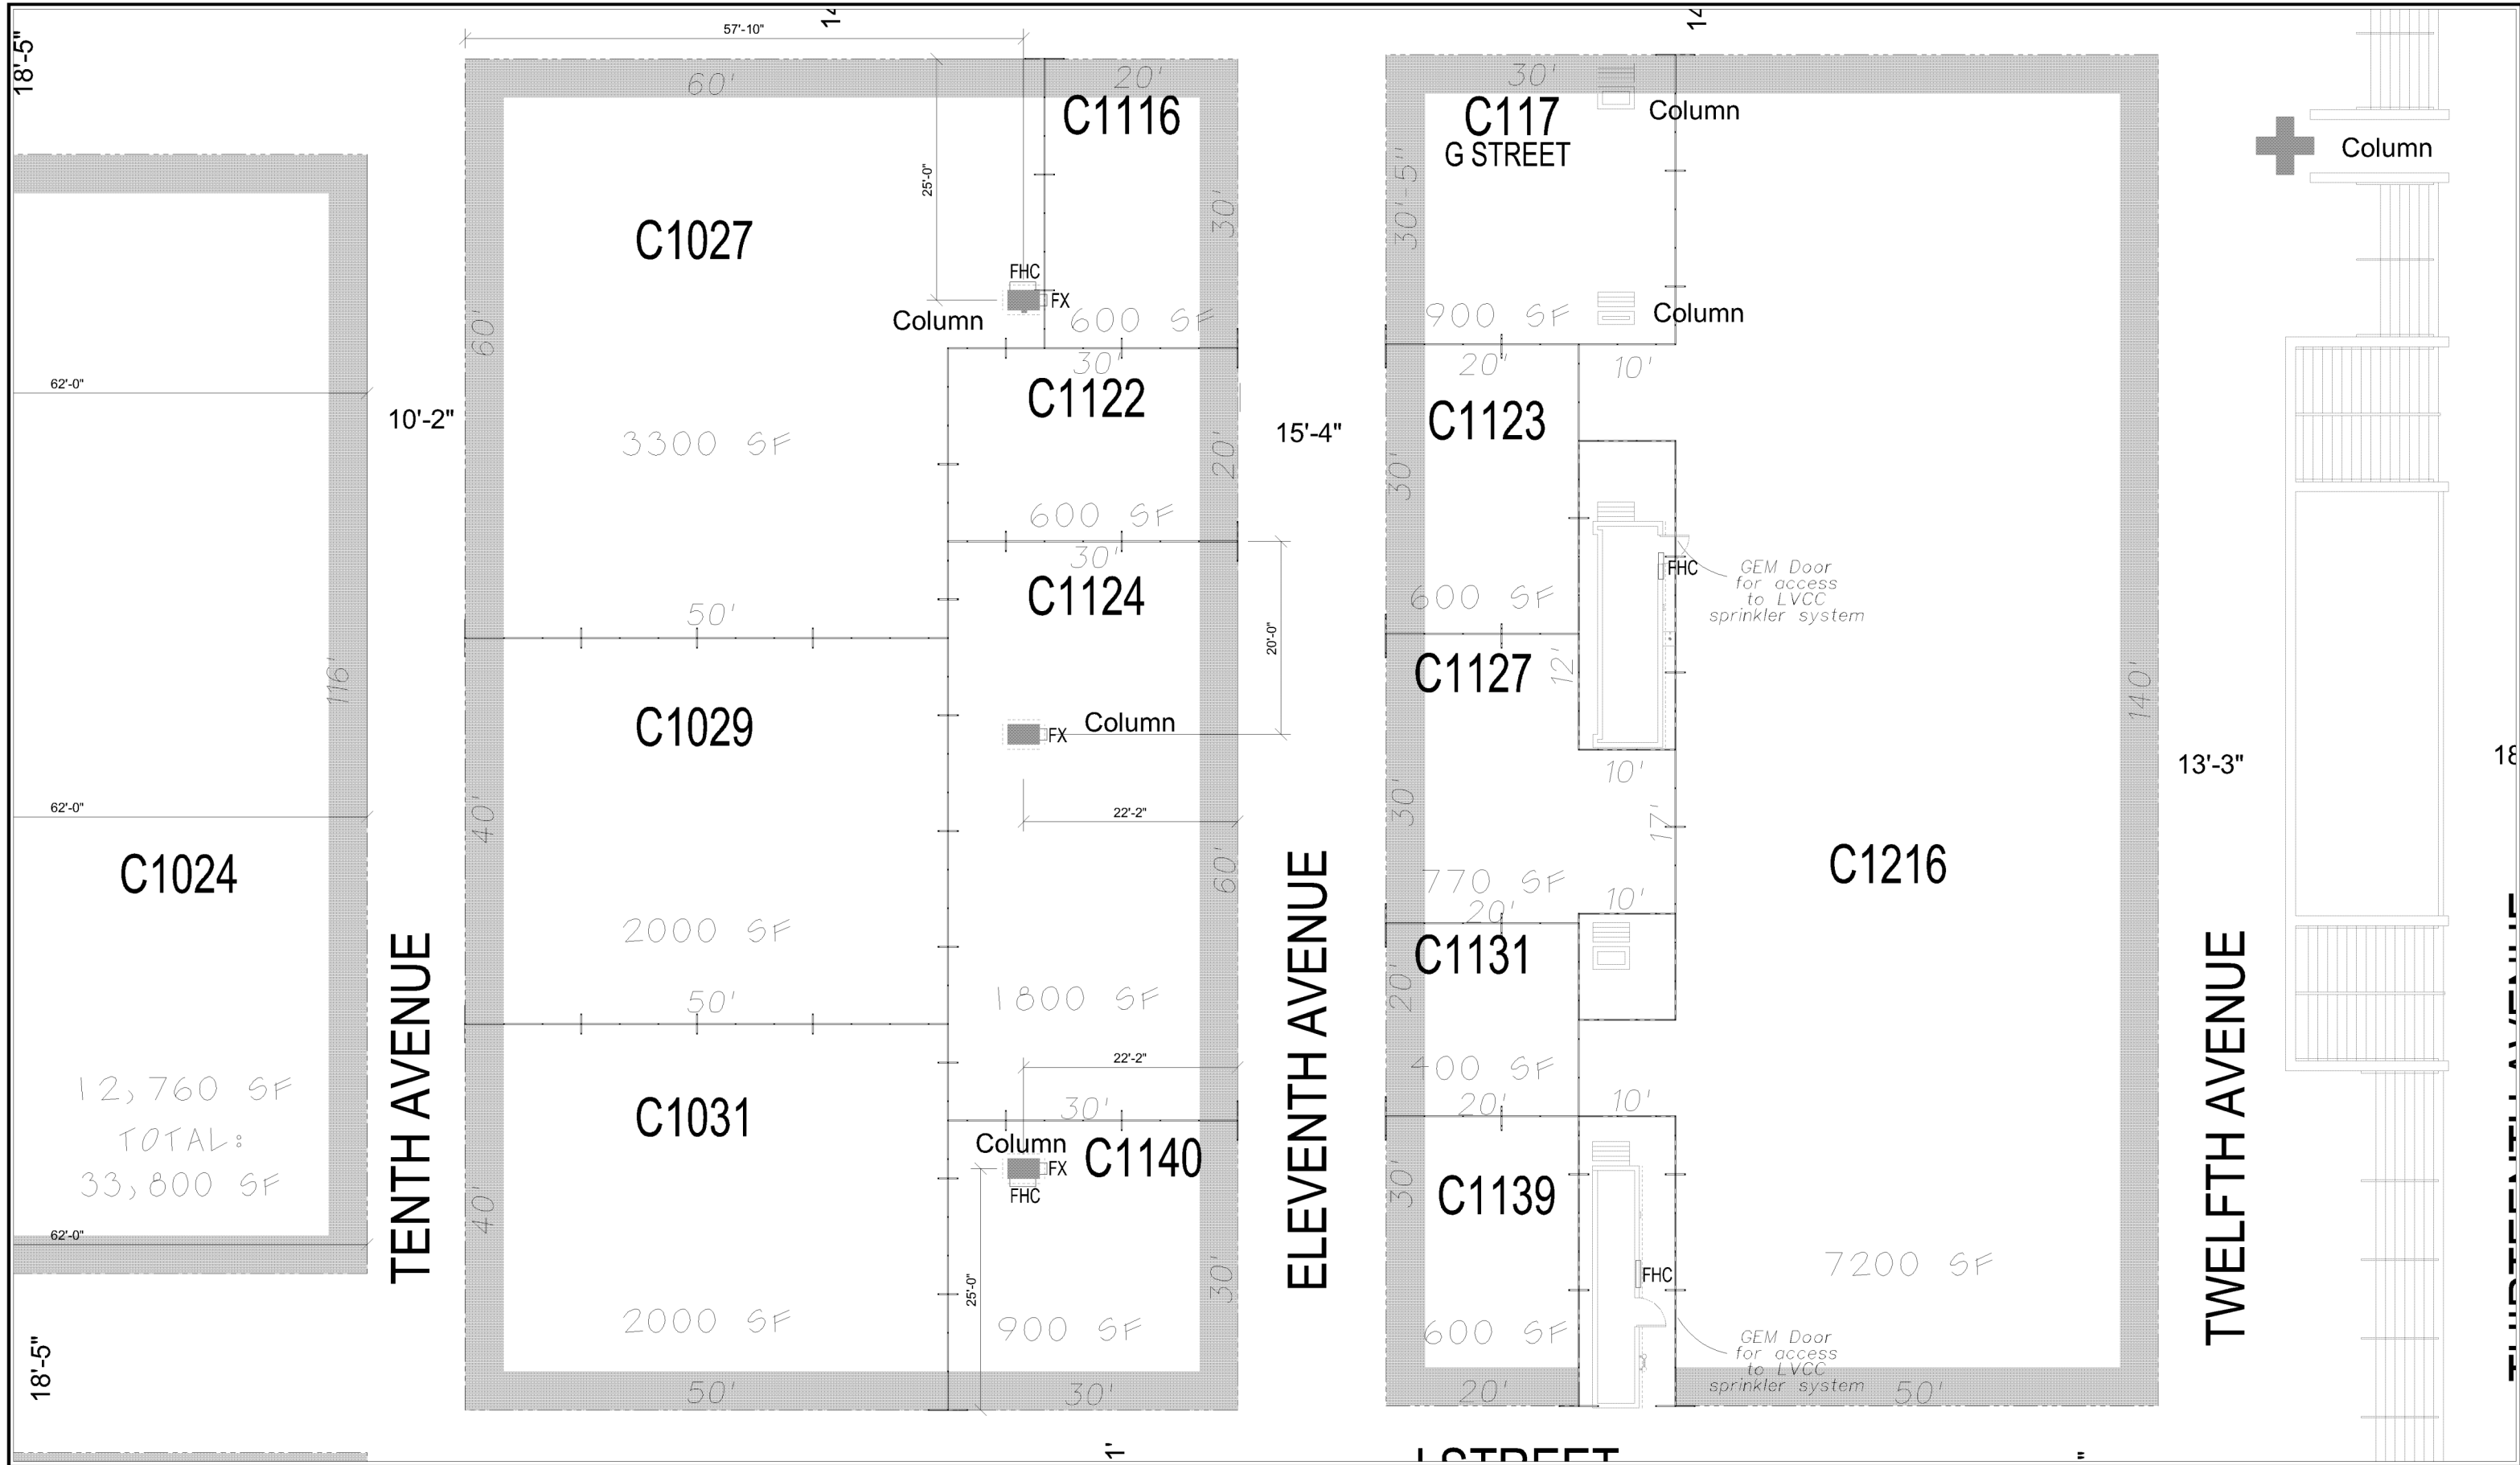 18'-5"
14
57'-10"
14
60'
20'
30'
C1116
C117
G STREET
Column
Column
25'-0"
30'
30'-5"
C1027
FHC
FX
Column
600 SF
900 SF
Column
60'
30'
20'
10'
62'-0"
10'-2"
C1122
15'-4"
C1123
3300 SF
20'
30'
600 SF
30'
C1124
FHC
GEM Door
for access
to LVCC
sprinkler system
600 SF
50'
20'-0"
116'
C1029
C1127
12'
140'
FX
Column
10'
13'-3"
18
62'-0"
40'
22'-2"
30'
17'
C1024
60'
C1216
770 SF
10'
20'
2000 SF
C1131
20'
TENTH AVENUE
ELEVENTH AVENUE
TWELFTH AVENUE
50'
1800 SF
22'-2"
400 SF
20'
10'
12,760 SF
TOTAL:
33,800 SF
C1031
30'
Column
C1140
FX
FHC
40'
30'
C1139
62'-0"
25'-0"
30'
FHC
7200 SF
2000 SF
900 SF
600 SF
GEM Door
for access
to LVCC
sprinkler system
18'-5"
50'
30'
20'
50'
1'
I STREET